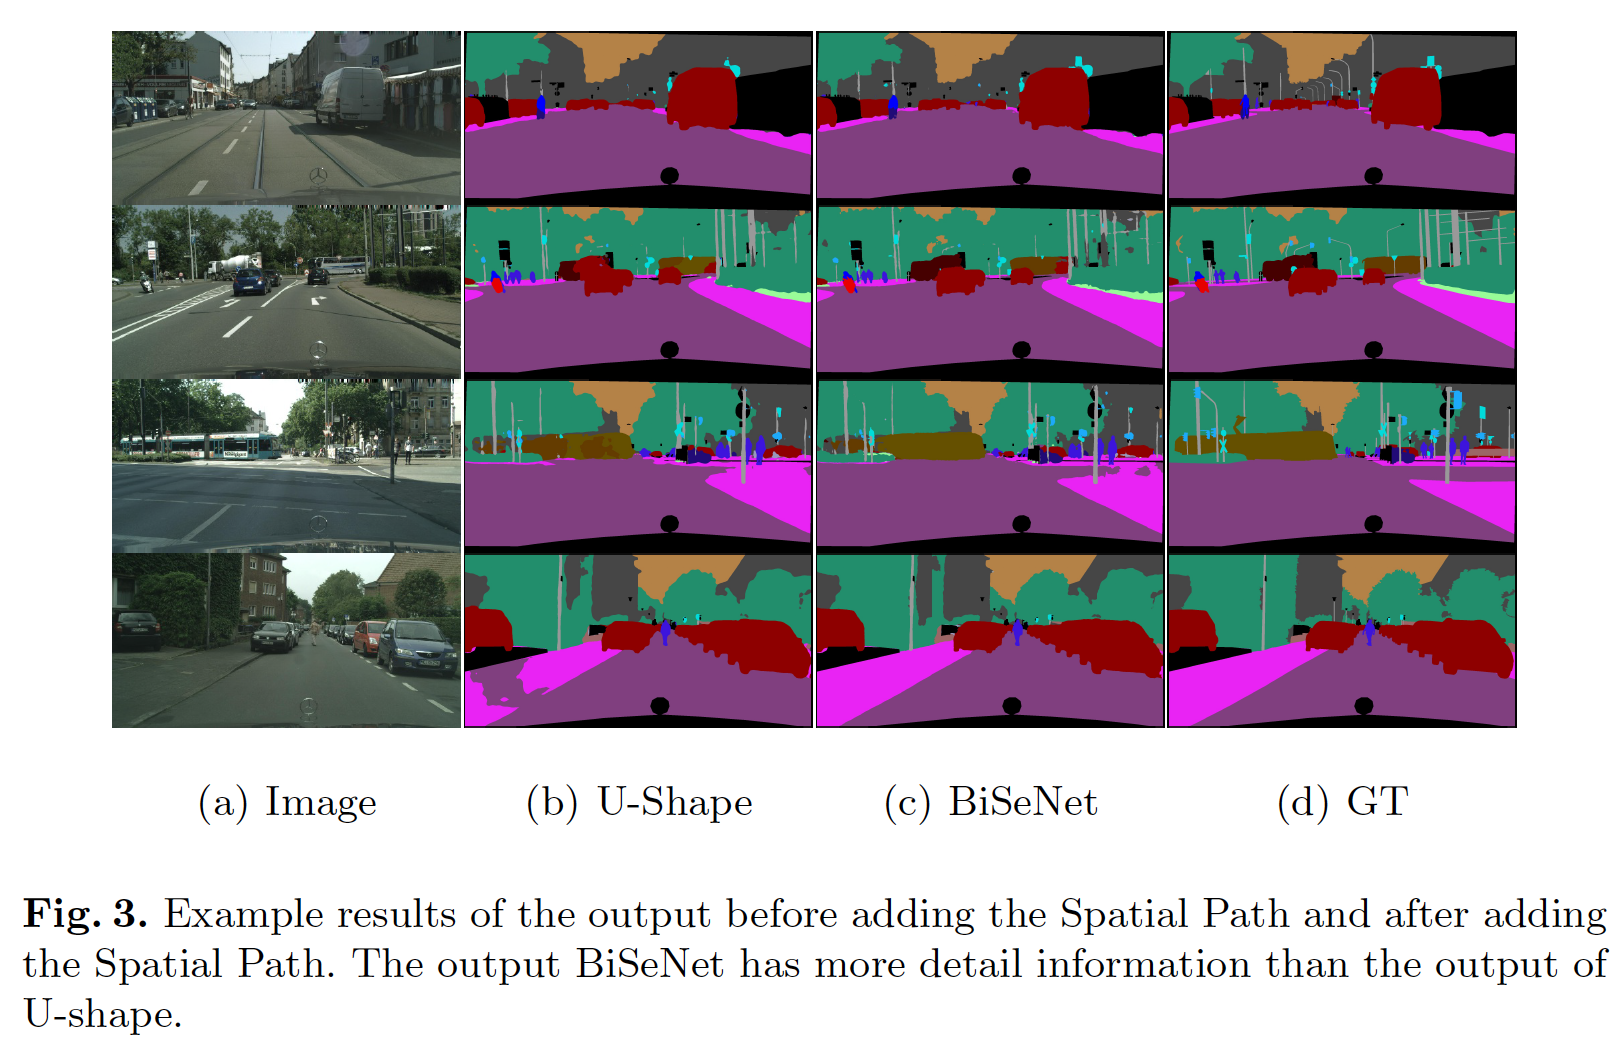 (a) Image
(b) U-Shape
(c) BiSeNet
(d) GT
Fig. 3. Example results of the output before adding the Spatial Path and after adding
the Spatial Path. The output BiSeNet has more detail information than the output of
U-shape.